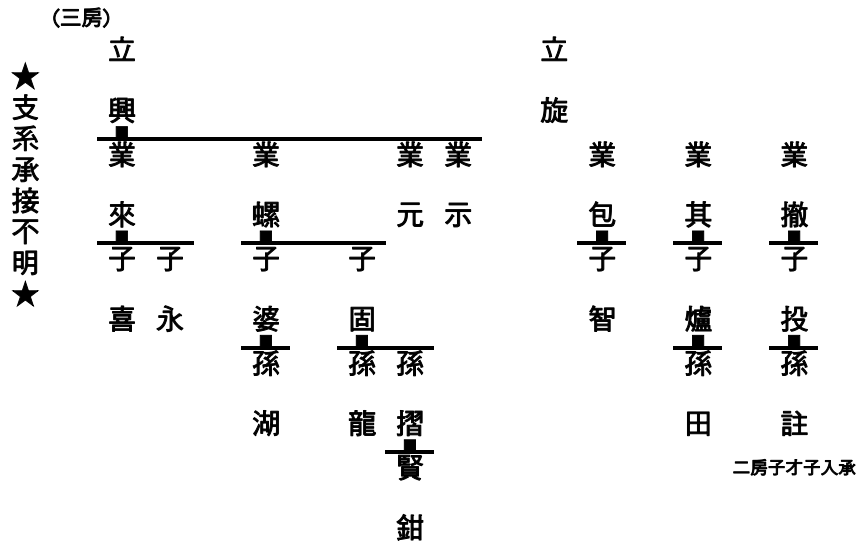 （三房）
★支系承接不明★
立興
立旋
業來
業螺
業元
業示
業包
業其
業撤
子喜
子永
子婆
子固
子智
子爐
子投
孫湖
孫龍
孫摺
孫田
孫註
二房子才子入承
賢鉗